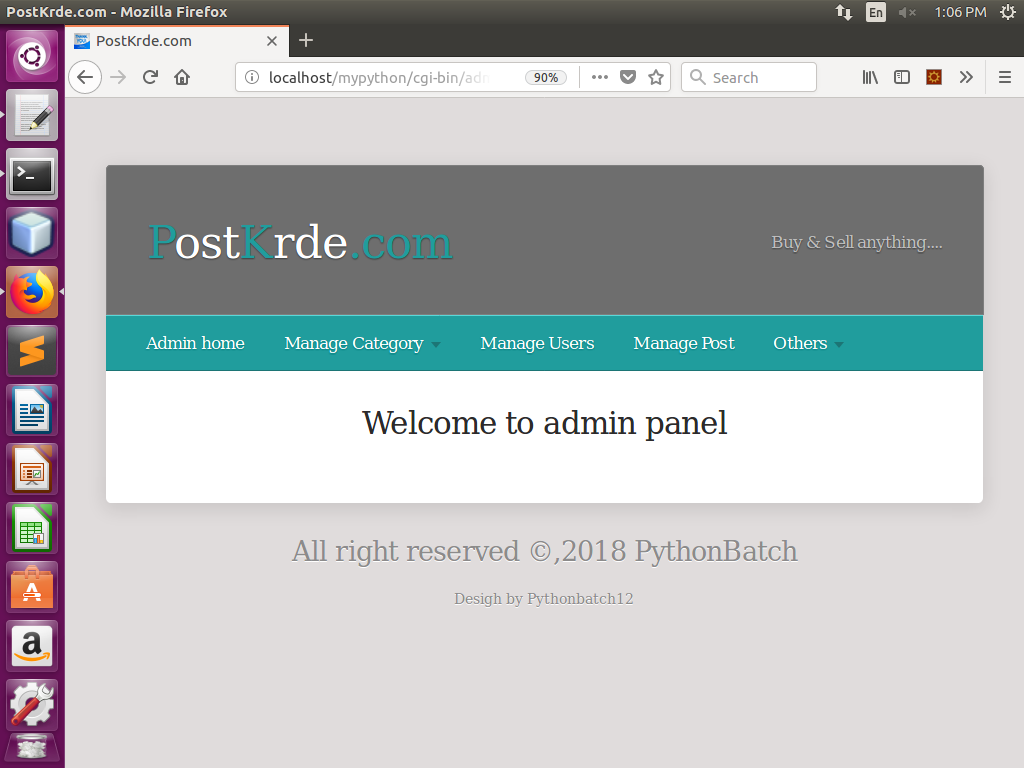 PostKrde.com - Mozilla Firefox
En
1:06 PM
PostKrde.com
localhost/mypython/cgi-bin/adm
90%
Search
PostKrde.com
Buy & Sell anything....
Admin home
Manage Category
Manage Users
Manage Post
Others
Welcome to admin panel
All right reserved ©,2018 PythonBatch
Desigh by Pythonbatch12